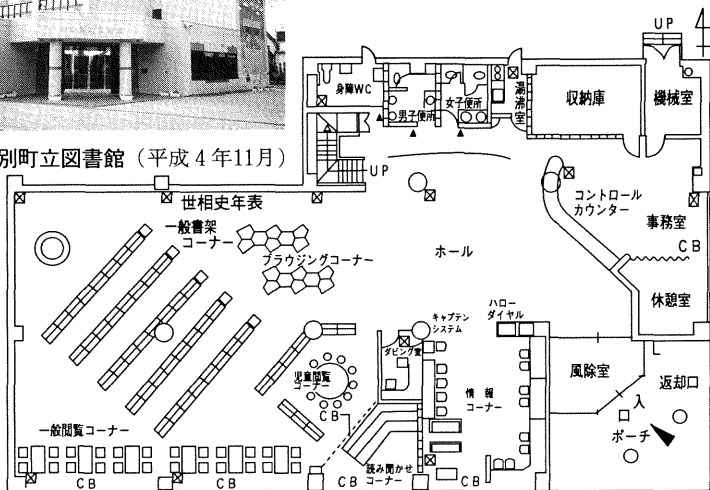 別町立図書館（平成４年11月）
UP
身障WC
男子便所
女子便所
湯沸室
収納庫
機械室
UP
世相史年表
一般書架
コーナー
ブラウジングコーナー
ホール
コントロール
カウンター
事務室
CB
休憩室
キャプテン
システム
ハロー
ダイヤル
ダビング室
児童閲覧
コーナー
情報
コーナー
風除室
返却口
入
口
ポーチ
CB
一般閲覧コーナー
読み聞かせ
コーナー
CB
CB
CB
CB